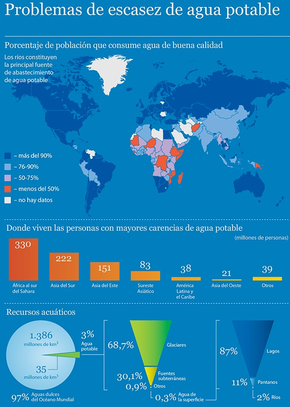 Problemas de escasez de agua potable
Porcentaje de población que consume agua de buena calidad
Los ríos constituyen
la principal fuente
de abastecimiento
de agua potable
– más del 90%
– 76-90%
– 50-75%
– menos del 50%
– no hay datos
Donde viven las personas con mayores carencias de agua potable
(millones de personas)
330
222
151
83
38
21
39
África al sur
del Sahara
Asia del Sur
Asia del Este
Sureste
Asiático
América
Latina y
el Caribe
Asia del Oeste
Otros
Recursos acuáticos
1.386
millones de km³
35
millones de km³
97%
Aguas dulces
del Océano Mundial
3%
Agua
potable
68,7%
Glaciares
30,1%
Fuentes
subterráneas
0,9%
Otros
0,3%
Agua de
la superficie
87%
Lagos
11%
Pantanos
2%
Ríos